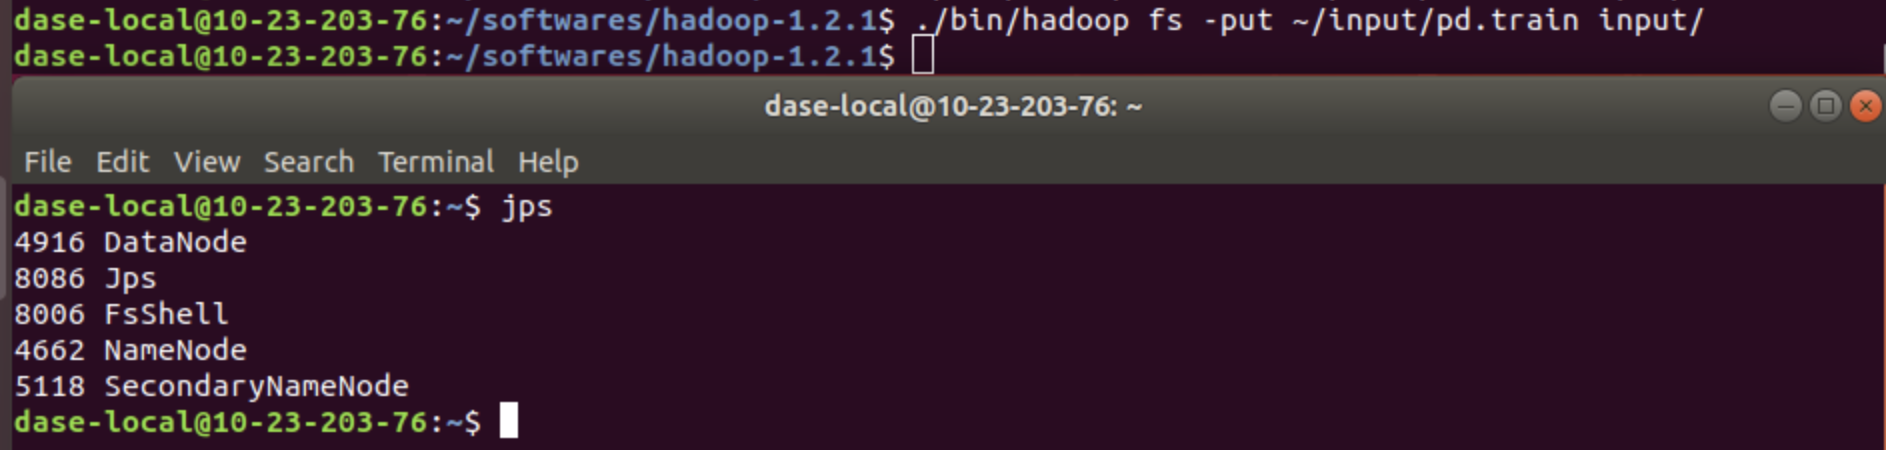 dase-local@10-23-203-76:~/softwares/hadoop-1.2.1$ ./bin/hadoop fs -put ~/input/pd.train input/
dase-local@10-23-203-76:~/softwares/hadoop-1.2.1$
dase-local@10-23-203-76: ~
File Edit View Search Terminal Help
dase-local@10-23-203-76:~$ jps
4916 DataNode
8086 Jps
8006 FsShell
4662 NameNode
5118 SecondaryNameNode
dase-local@10-23-203-76:~$